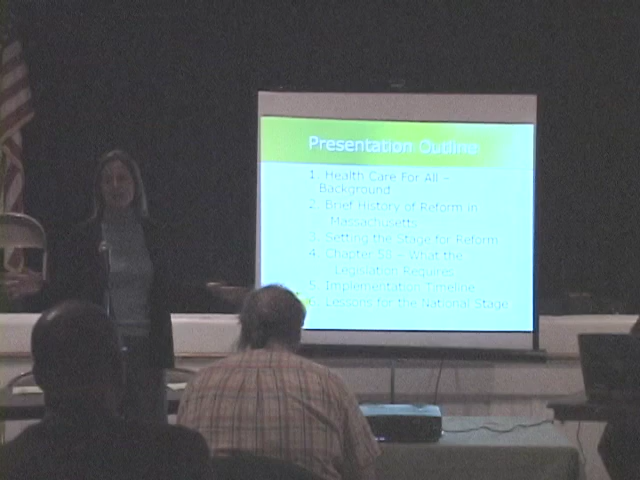 Presentation Outline
1. Health Care For All –
Background
2. Brief History of Reform in
Massachusetts
3. Setting the Stage for Reform
4. Chapter 58 – What the
Legislation Requires
5. Implementation Timeline
6. Lessons for the National Stage